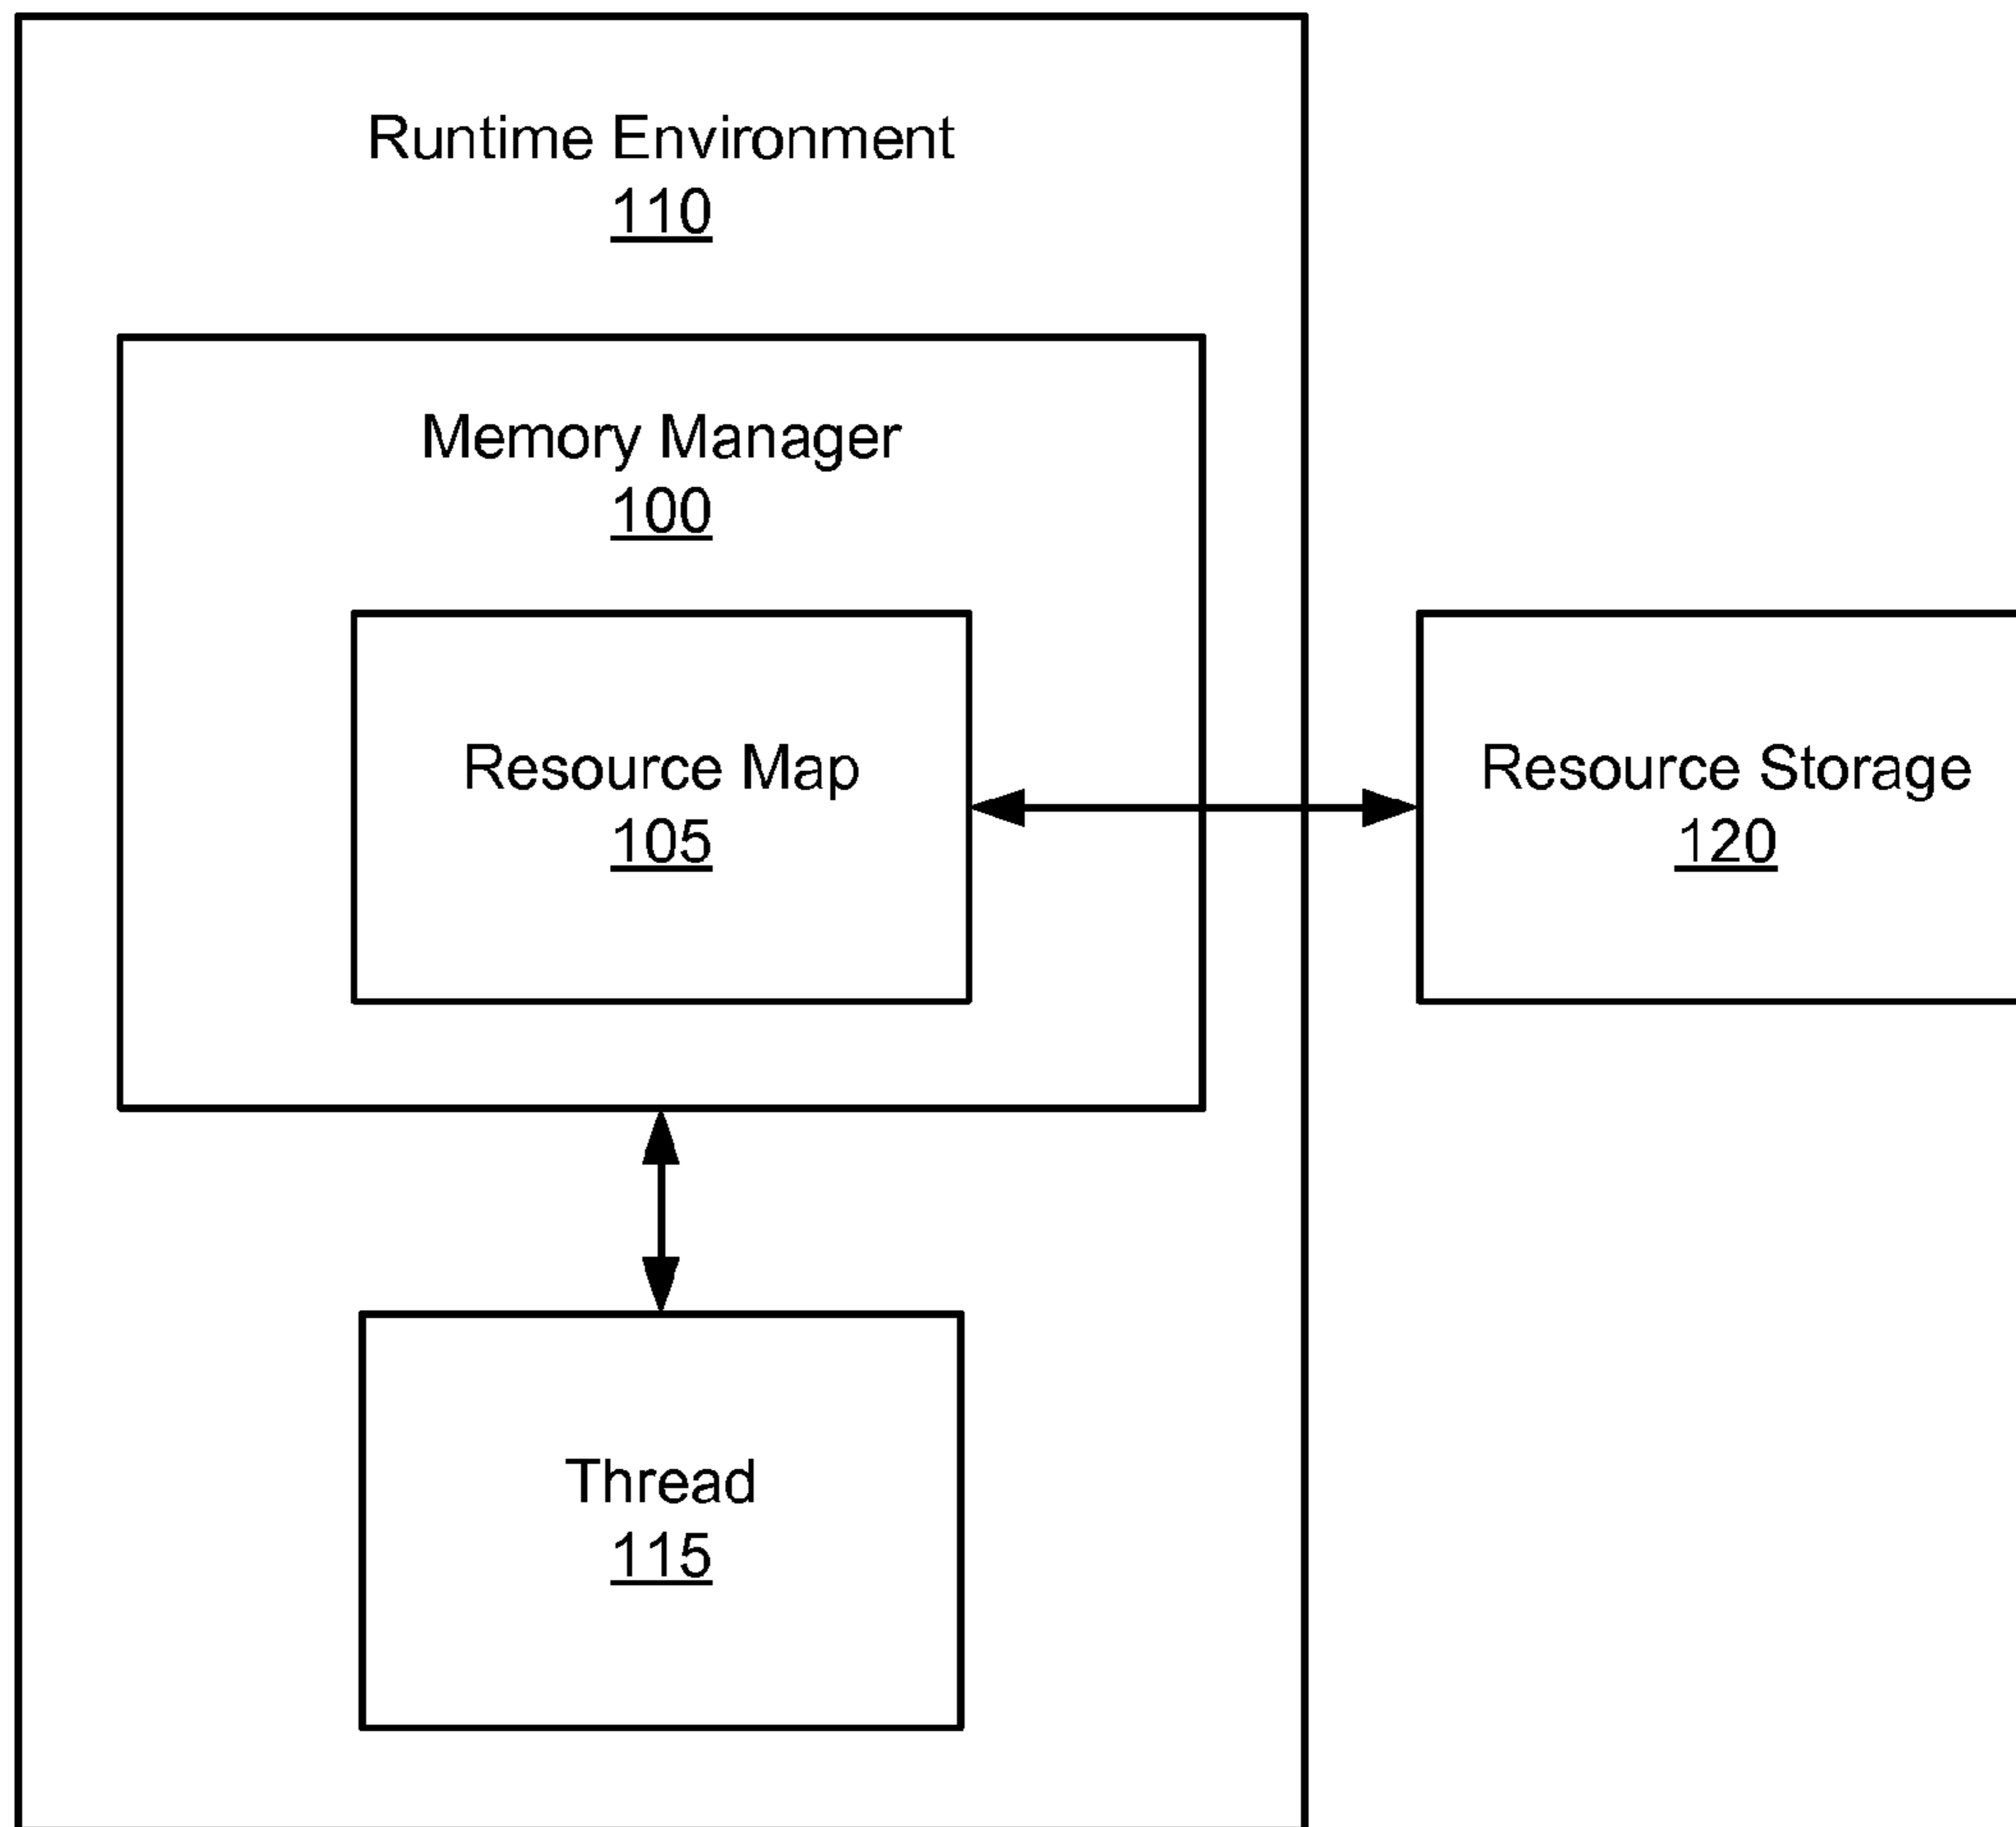 Runtime Environment
110
Memory Manager
100
Resource Map
105
Resource Storage
120
Thread
115